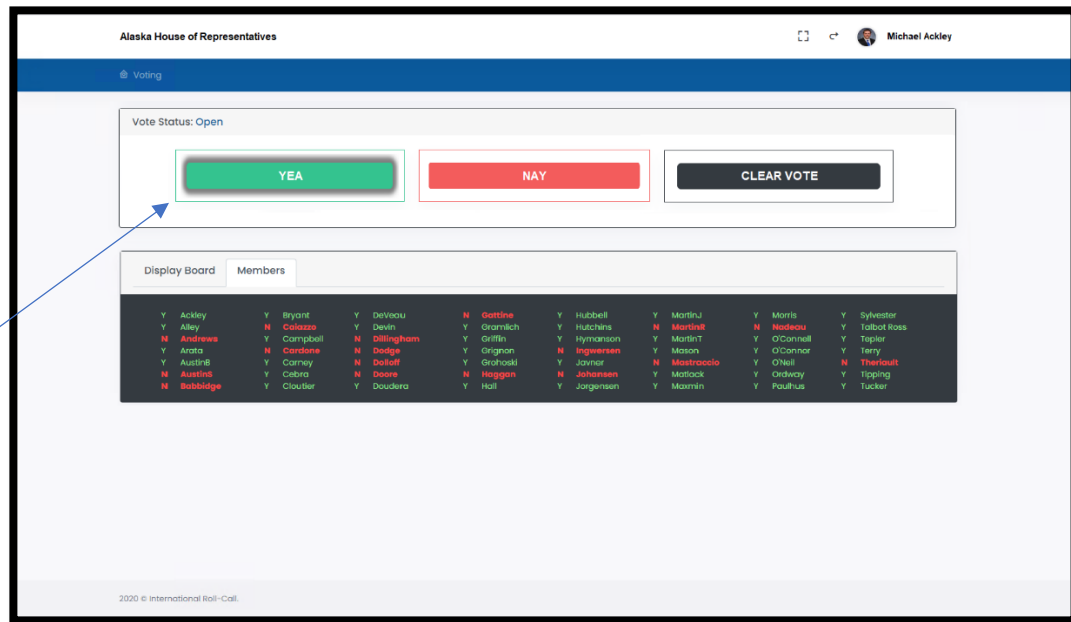 Alaska House of Representatives Michael Ackley
Voting
Vote Status: Open
YEA NAY CLEAR VOTE
Display Board Members
Y Ackley Y Bryant Y DeVeau N Gattine Y Hubbell Y MartinJ Y Morris Y Sylvester
Y Alley N Caiazzo Y Devin Y Gramlich Y Hutchins N MartinR N Nadeau Y Talbot Ross
N Andrews Y Campbell N Dillingham Y Griffin Y Hymanson Y MartinT Y O'Connell Y Tepler
Y Arata N Cardone N Dodge Y Grignon N Ingwersen Y Mason Y O'Connor Y Terry
Y AustinB Y Carney N Dolloff Y Grohoski Y Javner N Mastraccio Y O'Neil N Theriault
N AustinS Y Cebra N Doore N Haggan N Johansen Y Matlack Y Ordway Y Tipping
N Babbidge Y Cloutier Y Doudera Y Hall Y Jorgensen Y Maxmin Y Paulhus Y Tucker
2020 © International Roll-Call.